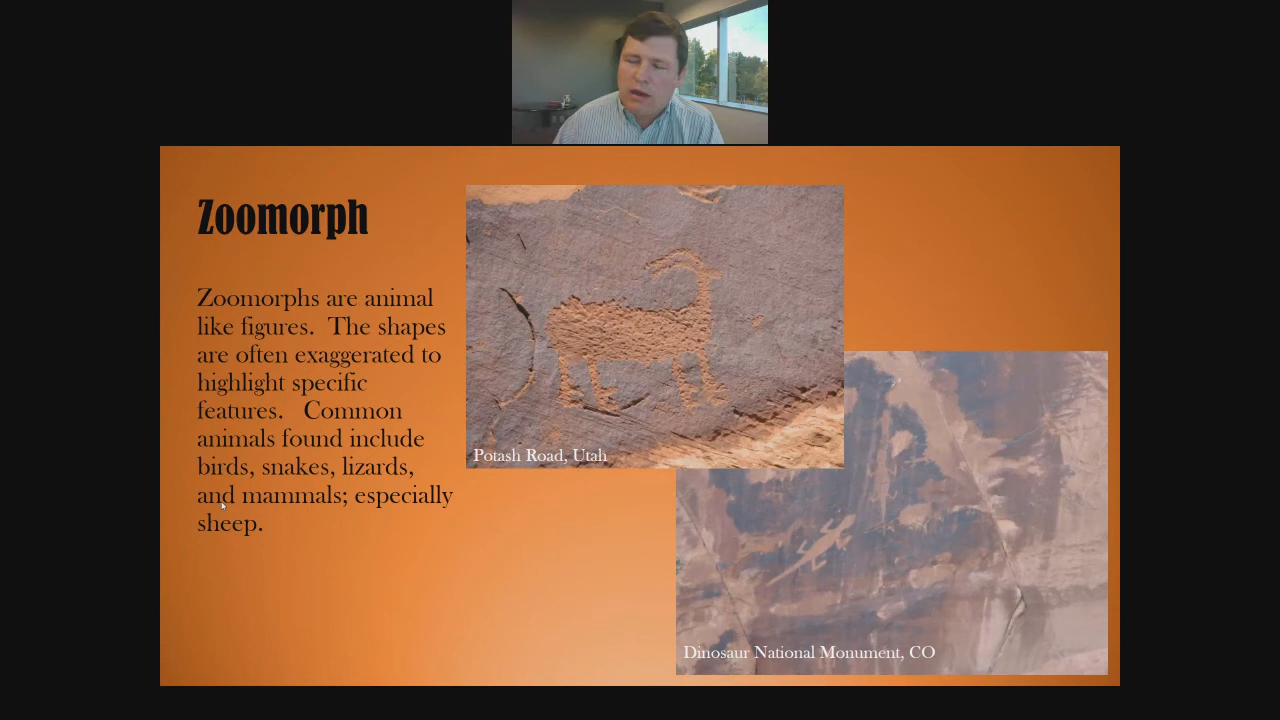 Zoomorph
Zoomorphs are animal
like figures.  The shapes
are often exaggerated to
highlight specific
features.   Common
animals found include
birds, snakes, lizards,
and mammals; especially
sheep.
Potash Road, Utah
Dinosaur National Monument, CO